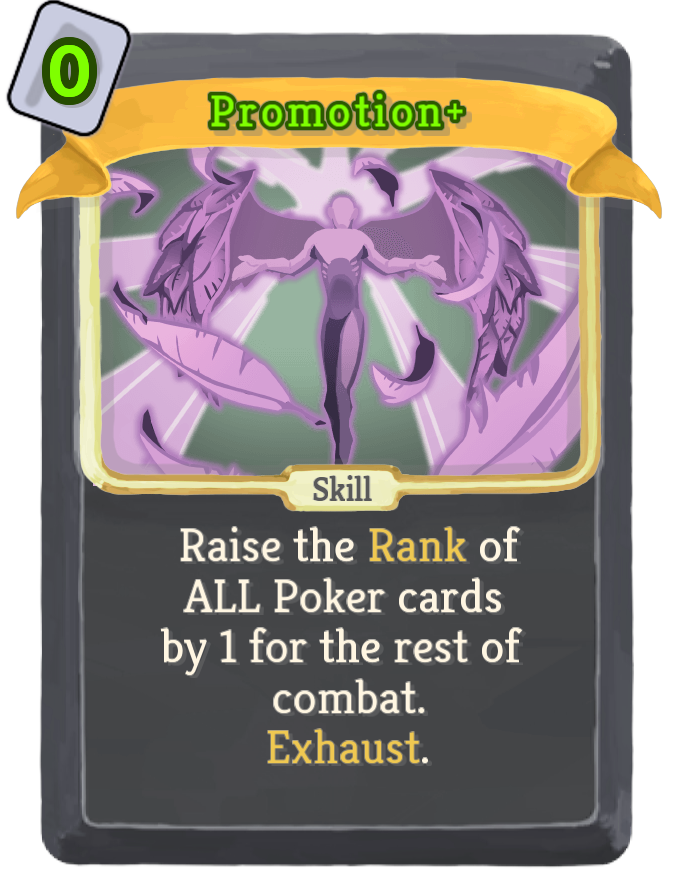 0
Promotion+
Skill
Raise the Rank of
ALL Poker cards
by 1 for the rest of
combat.
Exhaust.